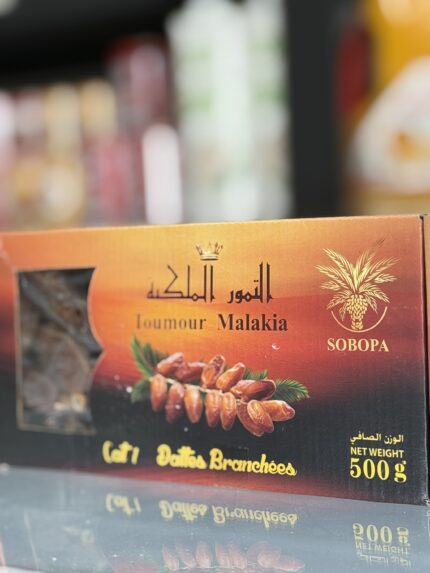 التمور الملكية
Toumour Malakia
SOBOPA
Cat 1 Dattes Branchées
الوزن الصافي
NET WEIGHT
500 g